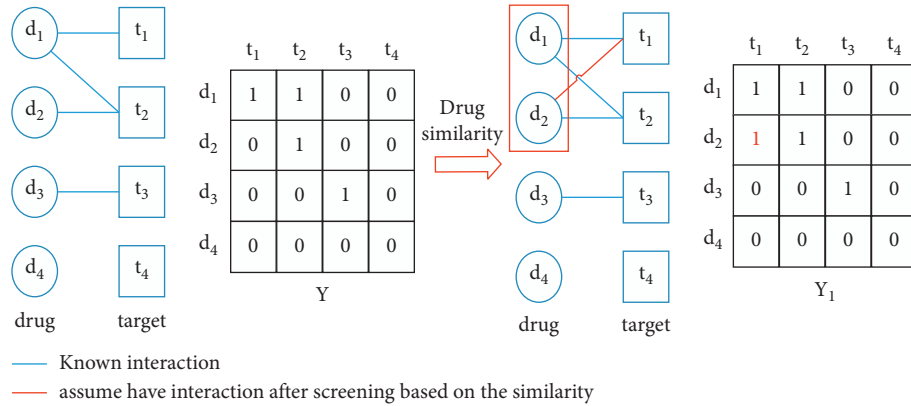 d1 t1
d2 t2
d3 t3
d4 t4
drug target
t1 t2 t3 t4
d1 1 1 0 0
d2 0 1 0 0
d3 0 0 1 0
d4 0 0 0 0
Y
Drug
similarity
d1 t1
d2 t2
d3 t3
d4 t4
drug target
t1 t2 t3 t4
d1 1 1 0 0
d2 1 1 0 0
d3 0 0 1 0
d4 0 0 0 0
Y1
Known interaction
assume have interaction after screening based on the similarity